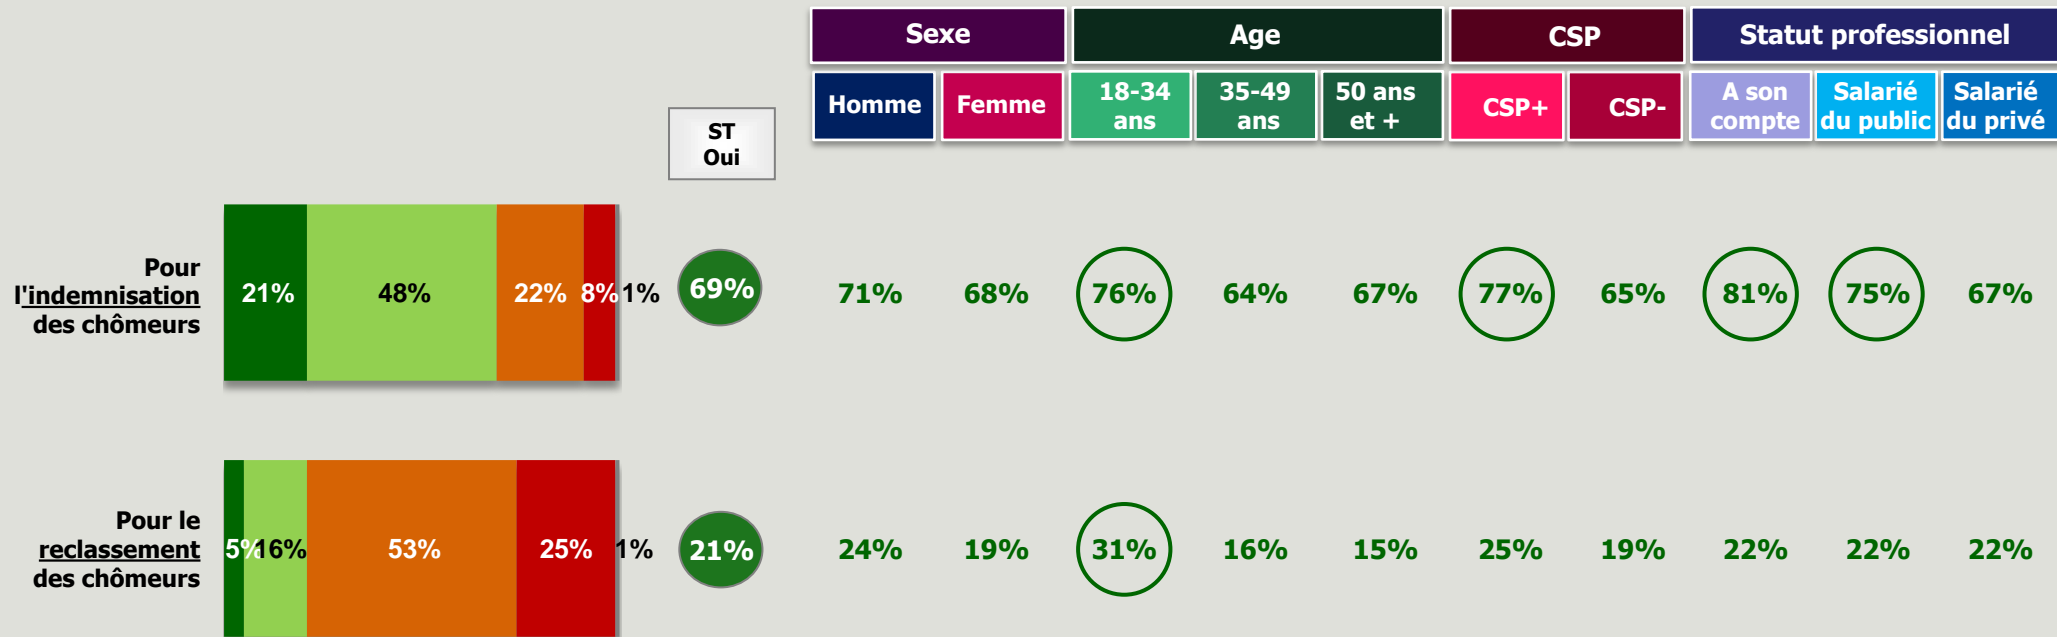 Sexe Age CSP Statut professionnel
Homme Femme 18-34 ans 35-49 ans 50 ans et + CSP+ CSP- A son compte Salarié du public Salarié du privé
ST
Oui
Pour
l'indemnisation
des chômeurs
21% 48% 22% 8% 1% 69% 71% 68% 76% 64% 67% 77% 65% 81% 75% 67%
Pour le
reclassement
des chômeurs
5% 16% 53% 25% 1% 21% 24% 19% 31% 16% 15% 25% 19% 22% 22% 22%